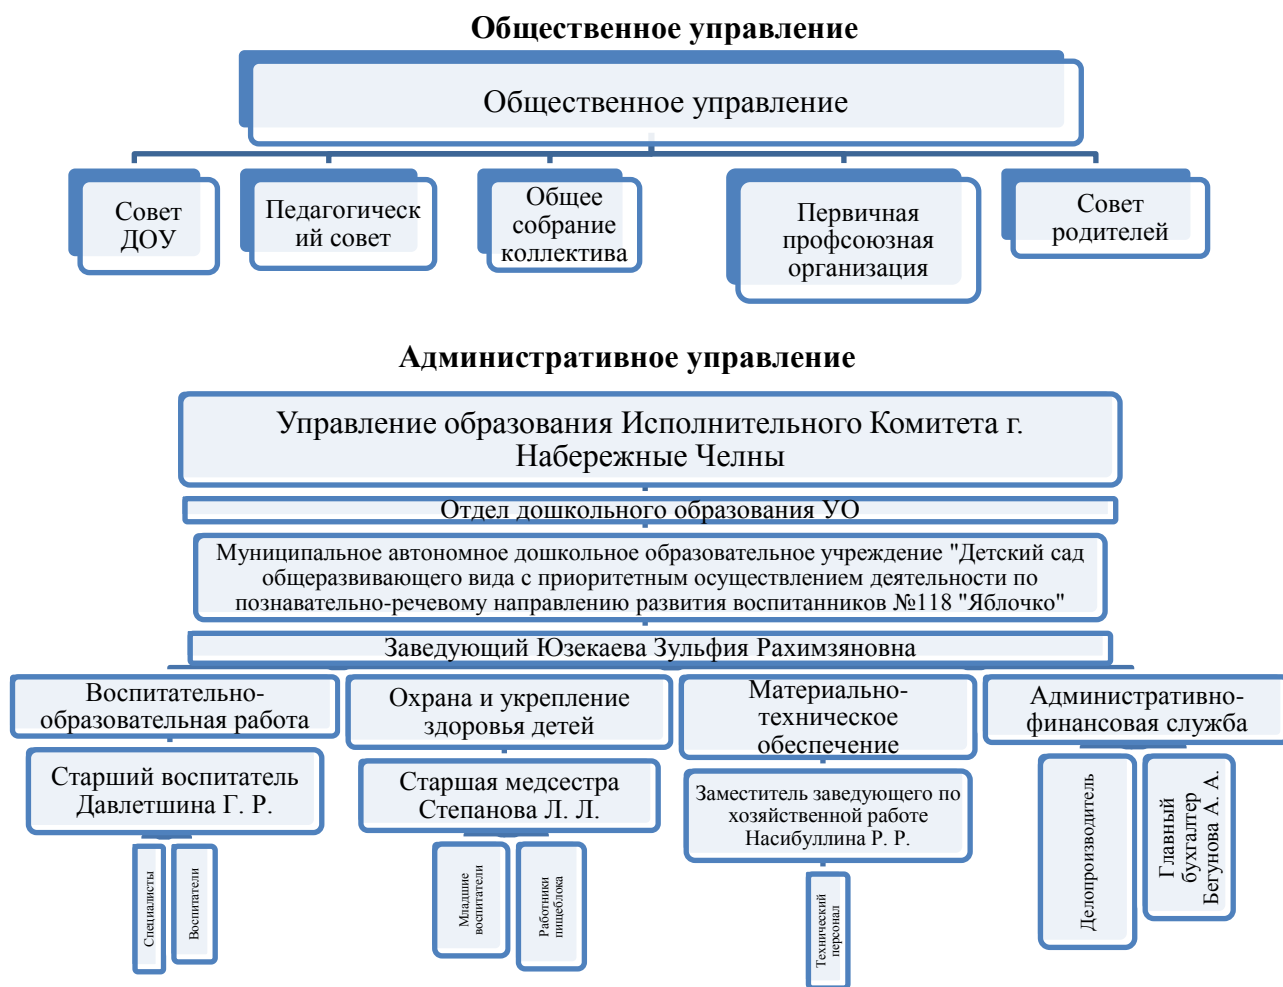 Общественное управление
Общественное управление
Совет
ДОУ
Педагогическ
ий совет
Общее
собрание
коллектива
Первичная
профсоюзная
организация
Совет
родителей
Административное управление
Управление образования Исполнительного Комитета г.
Набережные Челны
Отдел дошкольного образования УО
Муниципальное автономное дошкольное образовательное учреждение "Детский сад
общеразвивающего вида с приоритетным осуществлением деятельности по
познавательно-речевому направлению развития воспитанников №118 "Яблочко"
Заведующий Юзекаева Зульфия Рахимзяновна
Воспитательно-
образовательная работа
Старший воспитатель
Давлетшина Г. Р.
Специалисты
Воспитатели
Охрана и укрепление
здоровья детей
Старшая медсестра
Степанова Л. Л.
Младшие
воспитатели
Работники
пищеблока
Материально-
техническое
обеспечение
Заместитель заведующего по
хозяйственной работе
Насибуллина Р. Р.
Технический
персонал
Административно-
финансовая служба
Делопроизводитель
Главный
бухгалтер
Бегунова А. А.